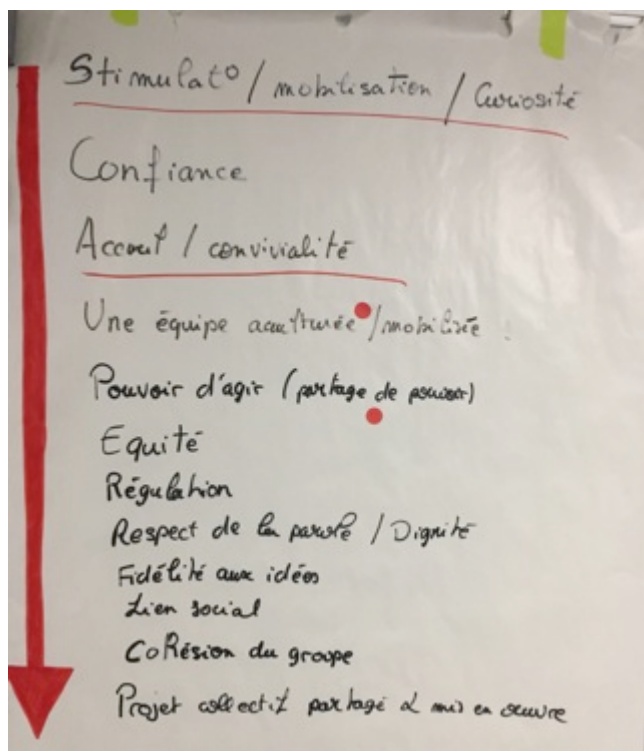 Stimulat° / mobilisation / Curiosité
Confiance
Accueil / convivialité
Une équipe acculturée / mobilisée
Pouvoir d'agir (partage de pouvoir)
Equité
Régulation
Respect de la parole / Dignité
Fidélité aux idées
Lien social
Cohésion du groupe
Projet collectif partagé & mis en œuvre